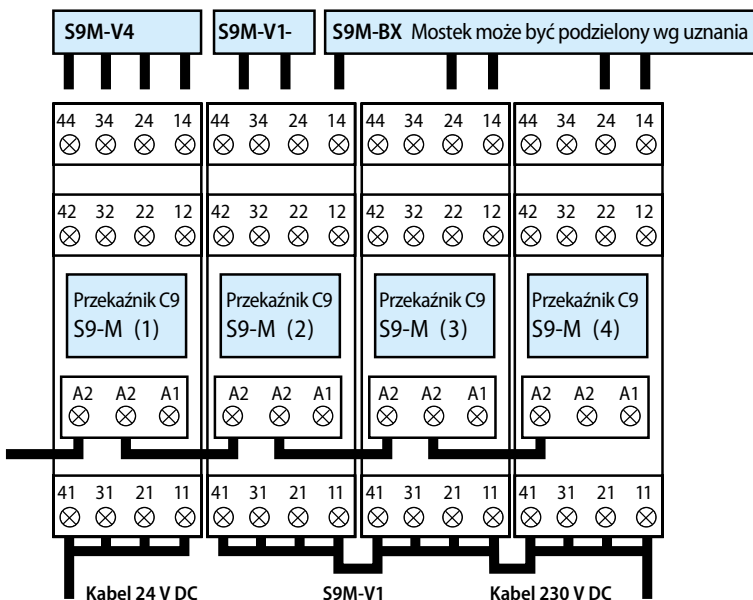 S9M-V4 S9M-V1- S9M-BX Mostek może być podzielony wg uznania
44 34 24 14 44 34 24 14 44 34 24 14 44 34 24 14
42 32 22 12 42 32 22 12 42 32 22 12 42 32 22 12
Przekaźnik C9 Przekaźnik C9 Przekaźnik C9 Przekaźnik C9
S9-M (1) S9-M (2) S9-M (3) S9-M (4)
A2 A2 A1 A2 A2 A1 A2 A2 A1 A2 A2 A1
41 31 21 11 41 31 21 11 41 31 21 11 41 31 21 11
Kabel 24 V DC S9M-V1 Kabel 230 V DC